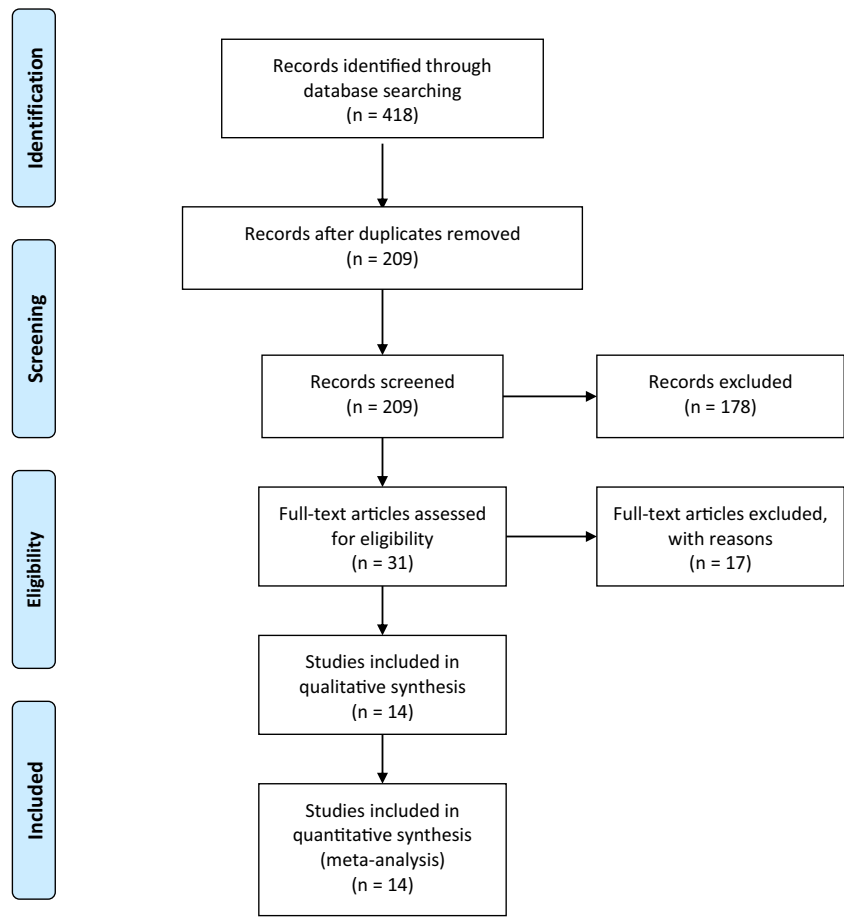 Identification
Records identified through
database searching
(n = 418)
Records after duplicates removed
(n = 209)
Screening
Records screened
(n = 209)
Records excluded
(n = 178)
Eligibility
Full-text articles assessed
for eligibility
(n = 31)
Full-text articles excluded,
with reasons
(n = 17)
Studies included in
qualitative synthesis
(n = 14)
Included
Studies included in
quantitative synthesis
(meta-analysis)
(n = 14)